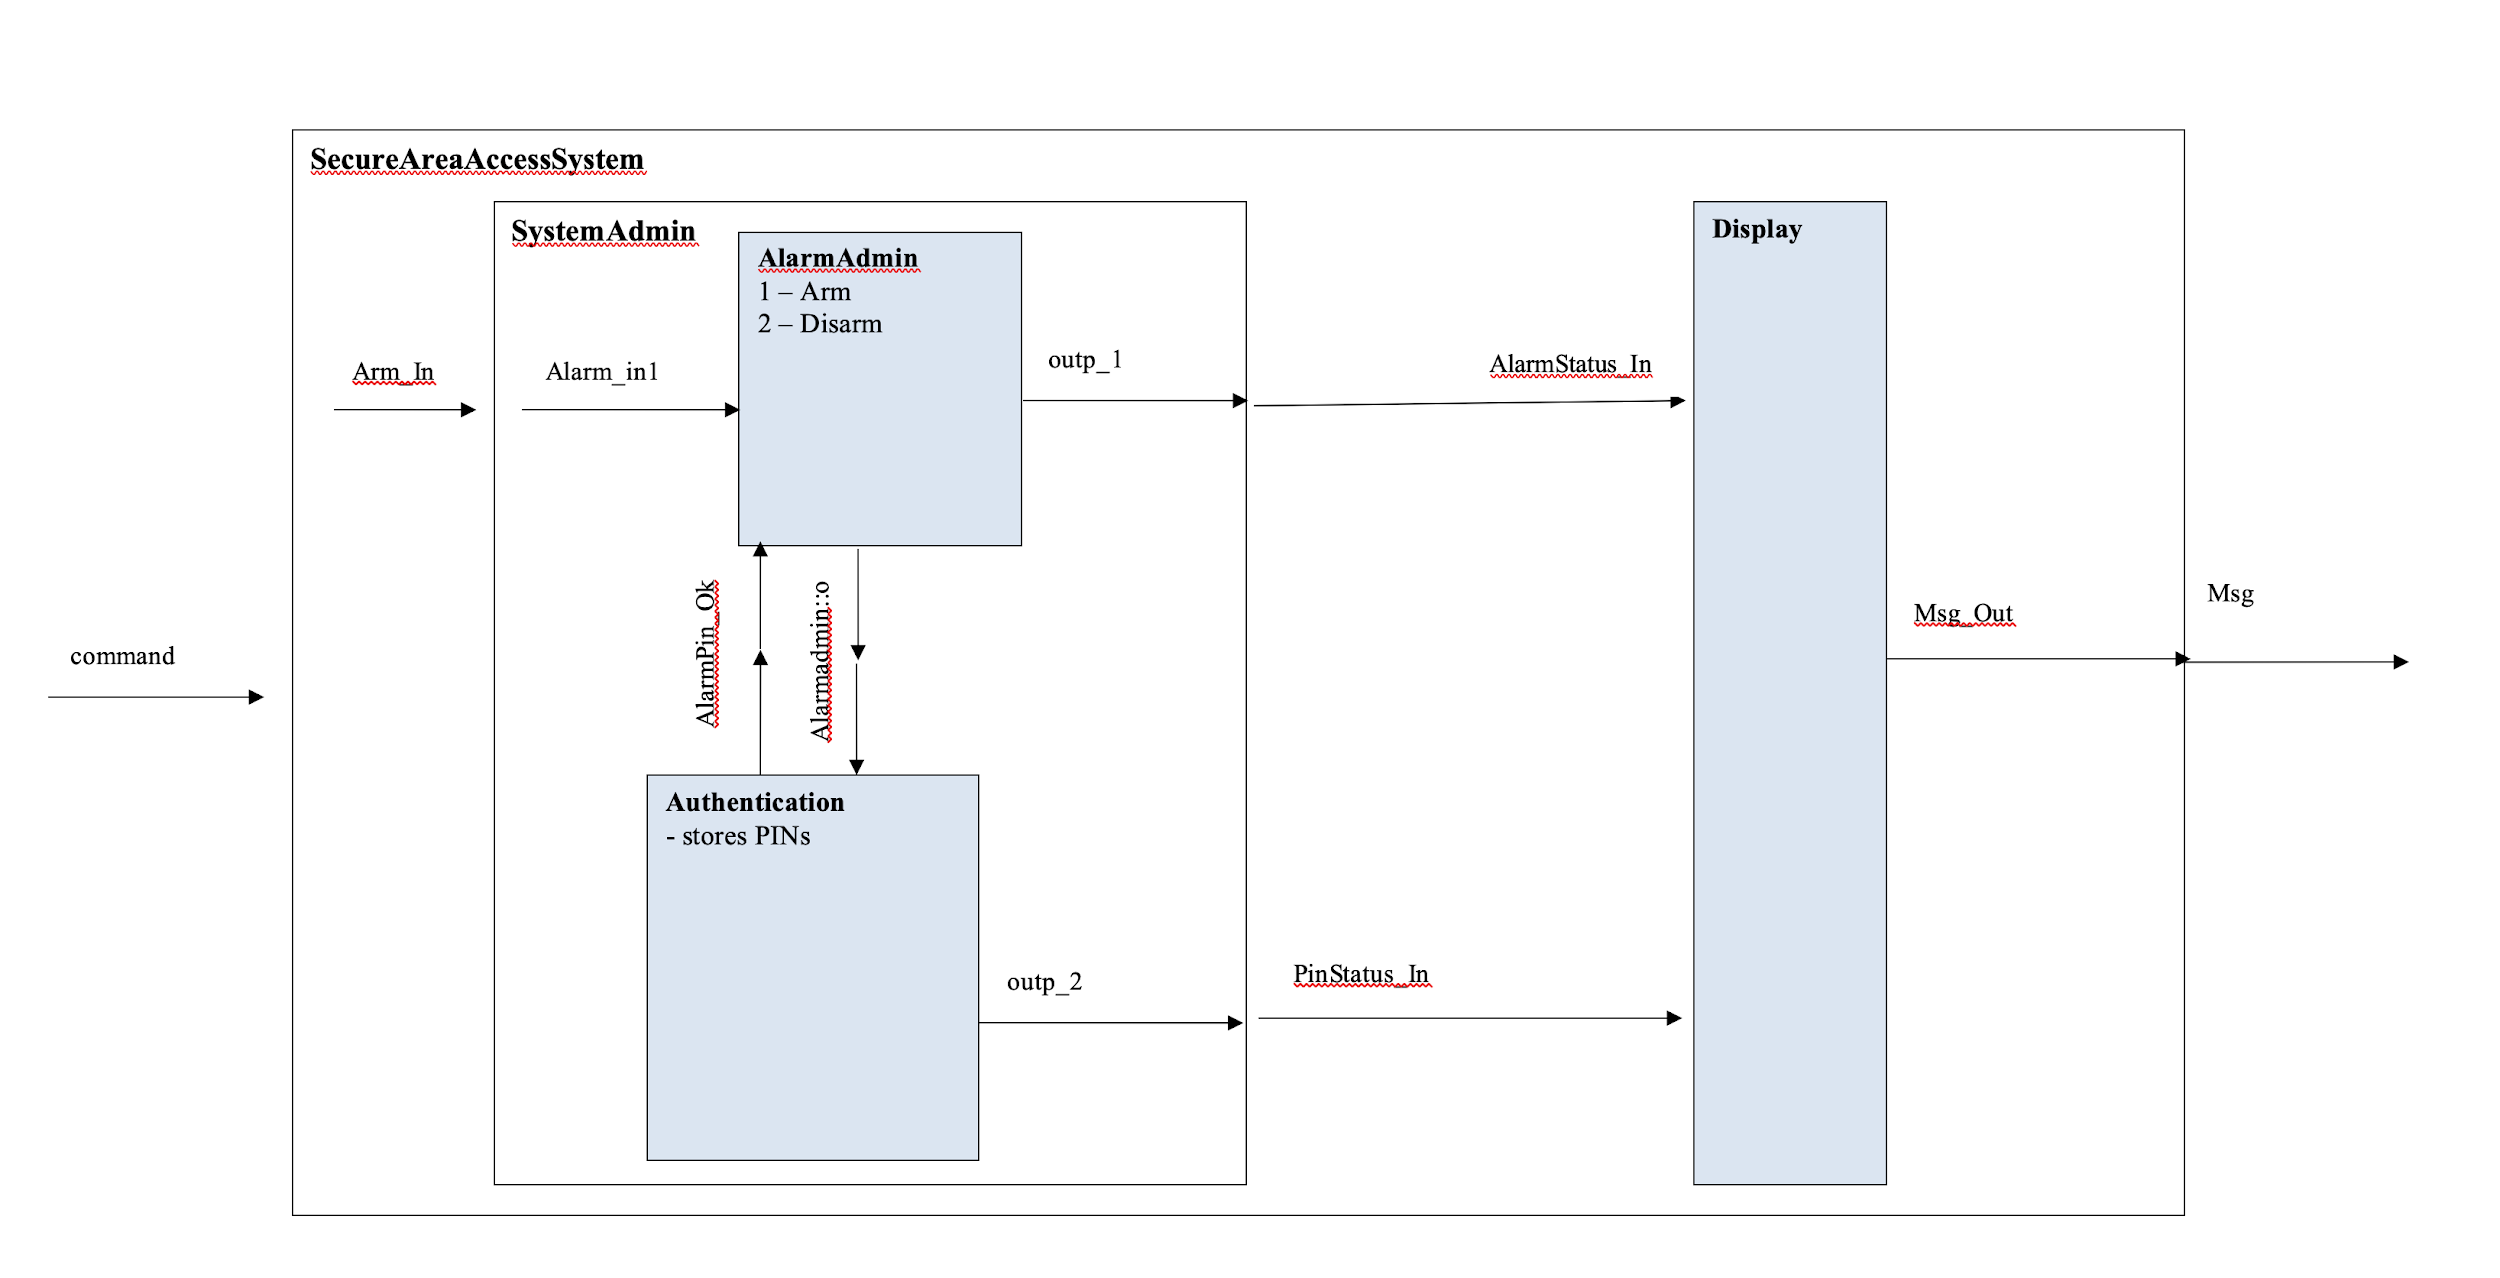 SecureAreaAccessSystem
SystemAdmin
AlarmAdmin
1 – Arm
2 – Disarm
Display
Arm_In
Alarm_in1
outp_1
AlarmStatus_In
AlarmPin_Ok
Alarmadmin::o
command
Msg_Out
Msg
Authentication
- stores PINs
outp_2
PinStatus_In